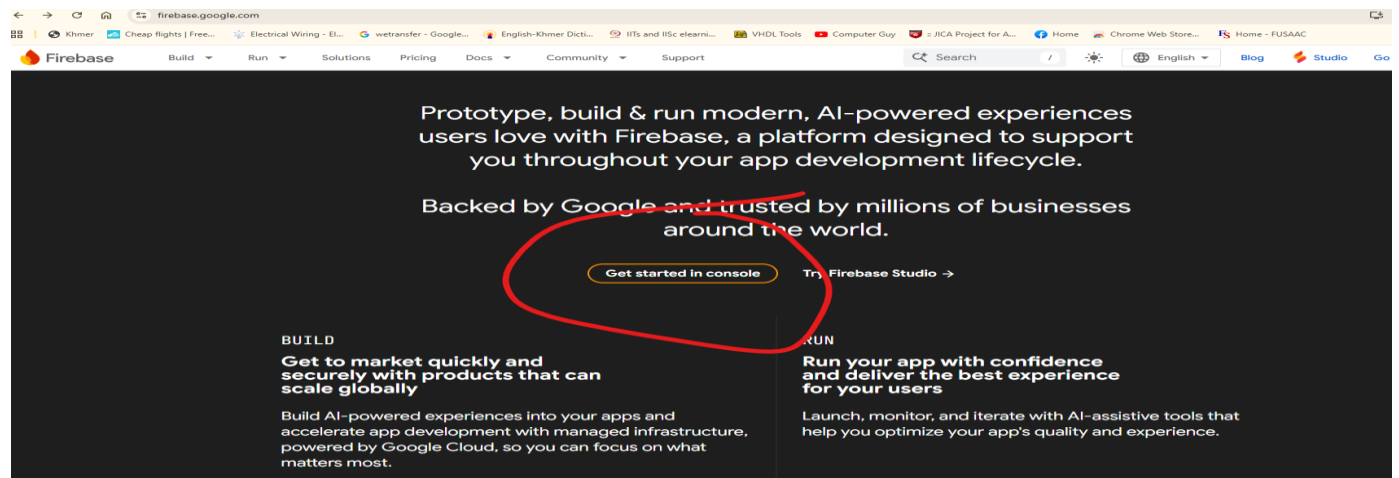 firebase.google.com
Khmer Cheap flights | Free... Electrical Wiring - El... wetransfer - Google... English-Khmer Dicti... IITs and IISc elearni... VHDL Tools Computer Guy :: JICA Project for A... Home Chrome Web Store... Home - FUSAAC
Firebase Build Run Solutions Pricing Docs Community Support Search / English Blog Studio Go
Prototype, build & run modern, AI-powered experiences
users love with Firebase, a platform designed to support
you throughout your app development lifecycle.
Backed by Google and trusted by millions of businesses
around the world.
Get started in console Try Firebase Studio →
BUILD
Get to market quickly and
securely with products that can
scale globally
Build AI-powered experiences into your apps and
accelerate app development with managed infrastructure,
powered by Google Cloud, so you can focus on what
matters most.
RUN
Run your app with confidence
and deliver the best experience
for your users
Launch, monitor, and iterate with AI-assistive tools that
help you optimize your app's quality and experience.